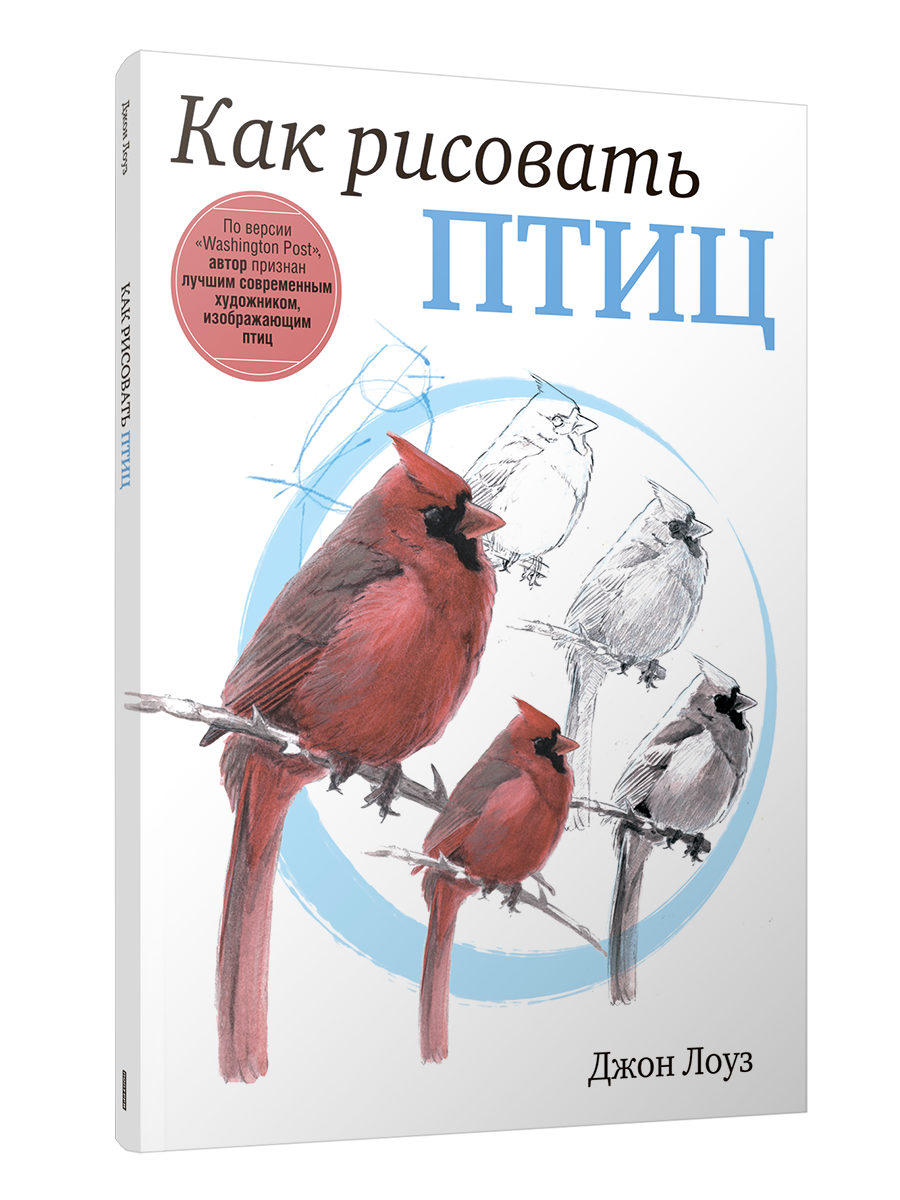 Как рисовать
ПТИЦ
По версии
«Washington Post»,
автор признан
лучшим современным
художником,
изображающим
птиц
Джон Лоуз
Джон Лоуз
КАК РИСОВАТЬ ПТИЦ